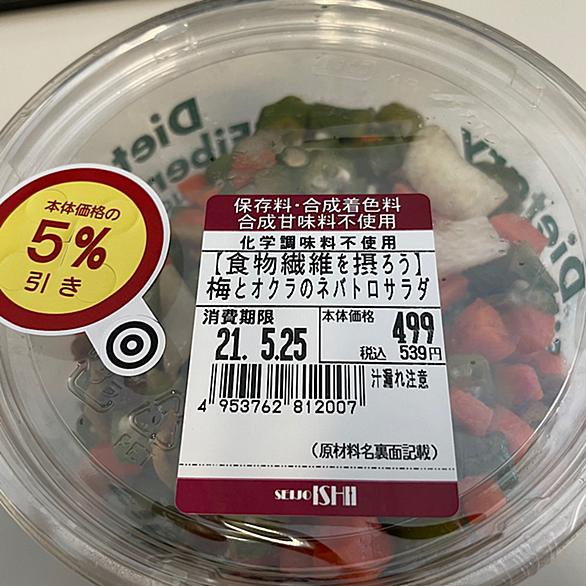 Dietary
Fiber
Dietary
本体価格の
5%
引き
保存料・合成着色料
合成甘味料不使用
化学調味料不使用
【食物繊維を摂ろう】
梅とオクラのネバトロサラダ
消費期限
21. 5.25
本体価格
499
税込 539円
4 953762 812007
汁漏れ注意
(原材料名裏面記載)
SEIJO ISHII